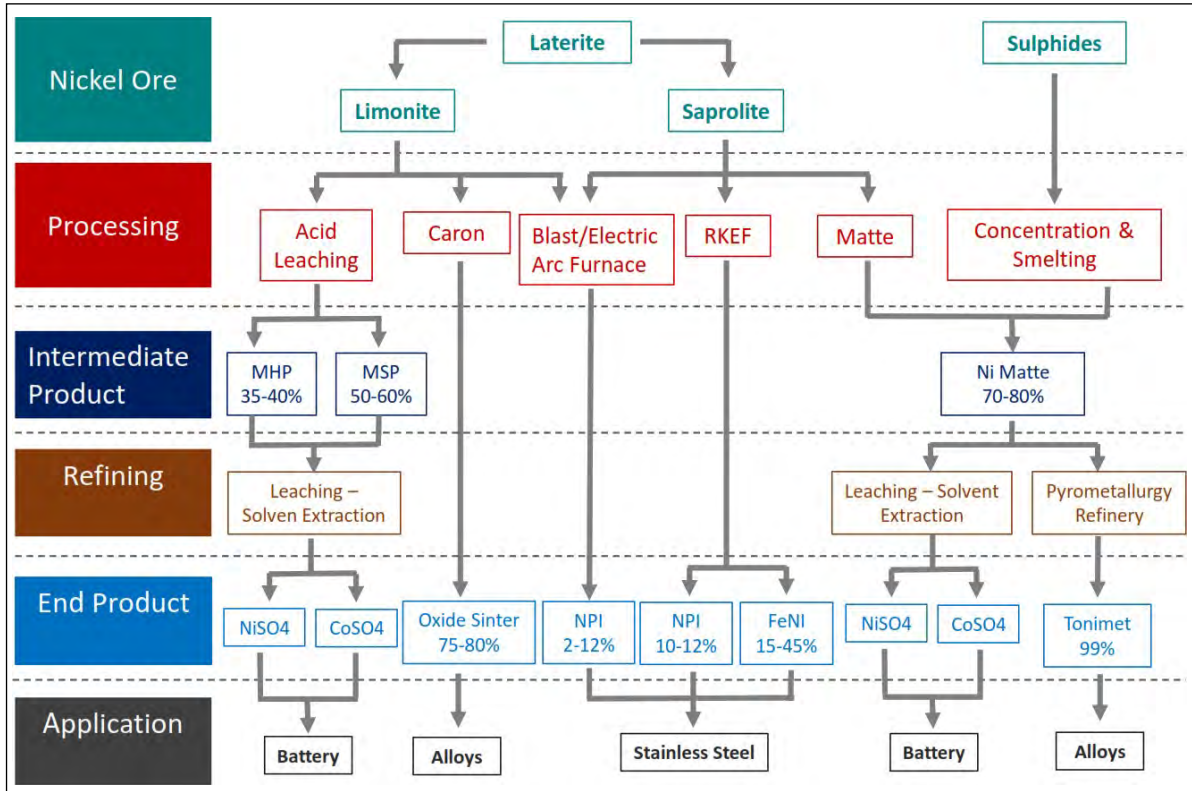 Nickel Ore
Laterite
Sulphides
Limonite
Saprolite
Processing
Acid
Leaching
Caron
Blast/Electric
Arc Furnace
RKEF
Matte
Concentration &
Smelting
Intermediate
Product
MHP
35-40%
MSP
50-60%
Ni Matte
70-80%
Refining
Leaching –
Solven Extraction
Leaching – Solvent
Extraction
Pyrometallurgy
Refinery
End Product
NiSO4
CoSO4
Oxide Sinter
75-80%
NPI
2-12%
NPI
10-12%
FeNI
15-45%
NiSO4
CoSO4
Tonimet
99%
Application
Battery
Alloys
Stainless Steel
Battery
Alloys